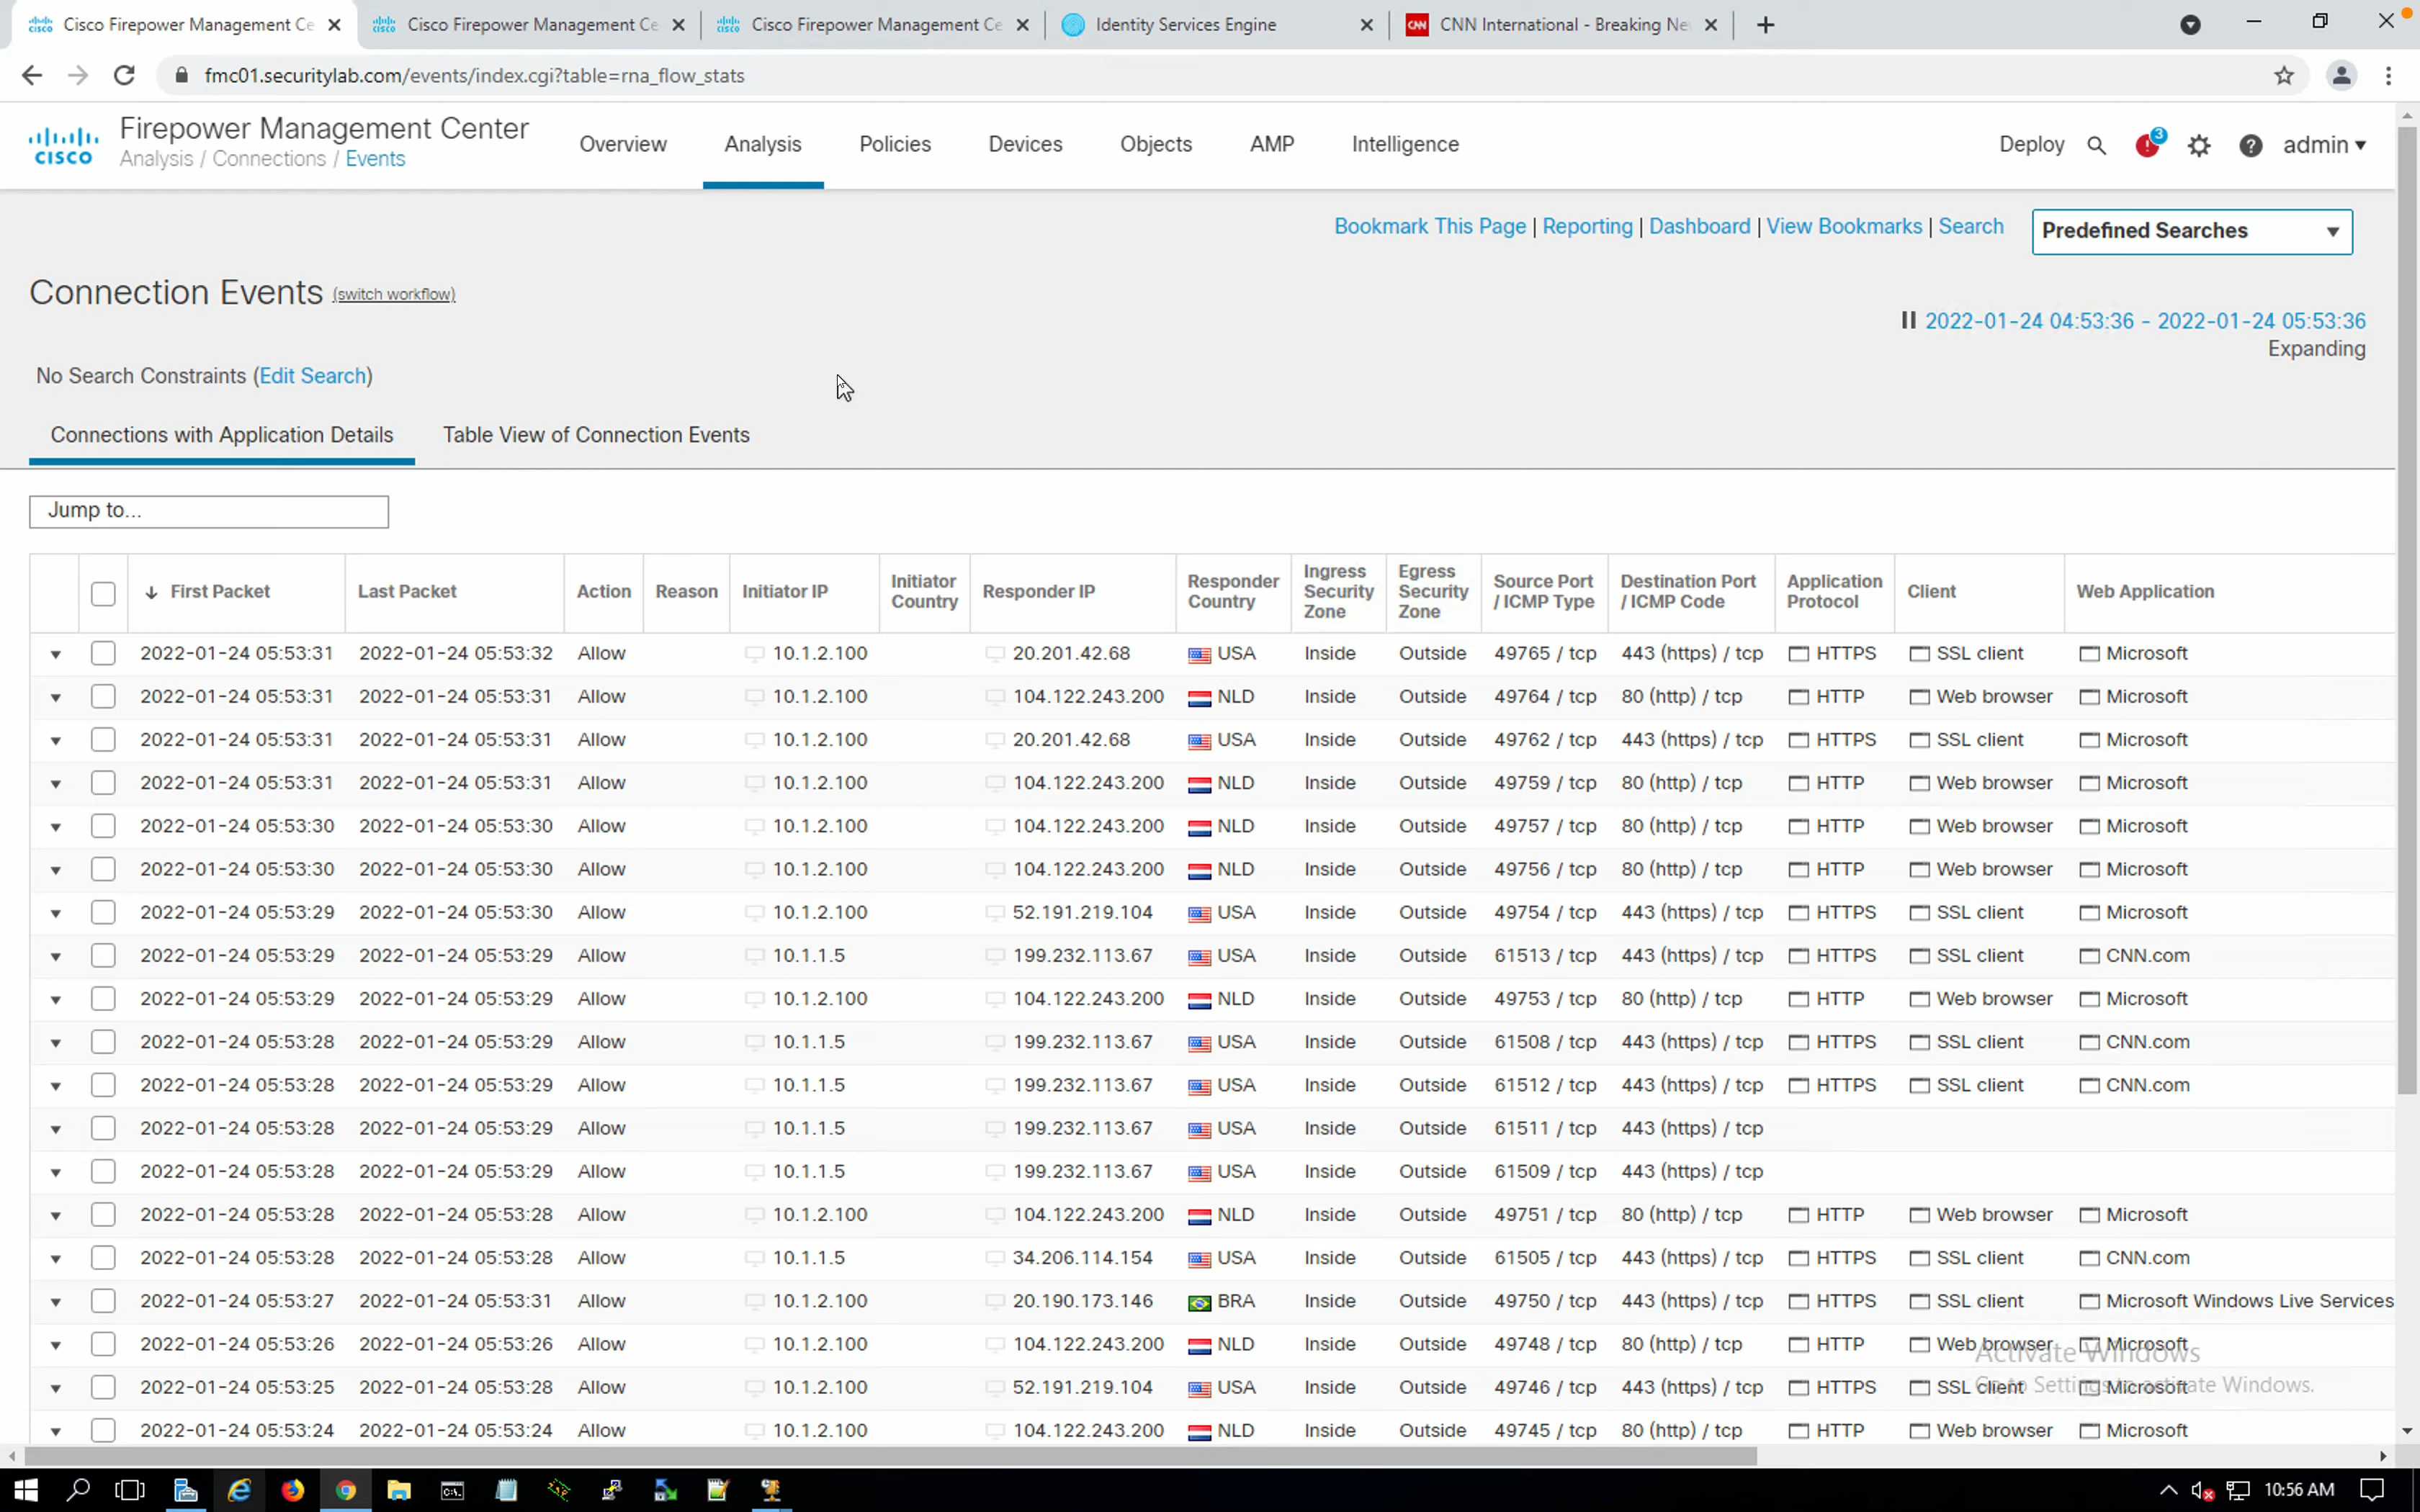 Cisco Firepower Management Ce
Cisco Firepower Management Ce
Cisco Firepower Management Ce
Identity Services Engine
CNN International - Breaking Ne
fmc01.securitylab.com/events/index.cgi?table=rna_flow_stats
CISCO
Firepower Management Center
Analysis / Connections / Events
Overview
Analysis
Policies
Devices
Objects
AMP
Intelligence
Deploy
3
admin
Bookmark This Page | Reporting | Dashboard | View Bookmarks | Search
Predefined Searches
Connection Events (switch workflow)
2022-01-24 04:53:36 - 2022-01-24 05:53:36
Expanding
No Search Constraints (Edit Search)
Connections with Application Details
Table View of Connection Events
Jump to...
First Packet Last Packet Action Reason Initiator IP Initiator Country Responder IP Responder Country Ingress Security Zone Egress Security Zone Source Port / ICMP Type Destination Port / ICMP Code Application Protocol Client Web Application
2022-01-24 05:53:31 2022-01-24 05:53:32 Allow 10.1.2.100 20.201.42.68 USA Inside Outside 49765 / tcp 443 (https) / tcp HTTPS SSL client Microsoft
2022-01-24 05:53:31 2022-01-24 05:53:31 Allow 10.1.2.100 104.122.243.200 NLD Inside Outside 49764 / tcp 80 (http) / tcp HTTP Web browser Microsoft
2022-01-24 05:53:31 2022-01-24 05:53:31 Allow 10.1.2.100 20.201.42.68 USA Inside Outside 49762 / tcp 443 (https) / tcp HTTPS SSL client Microsoft
2022-01-24 05:53:31 2022-01-24 05:53:31 Allow 10.1.2.100 104.122.243.200 NLD Inside Outside 49759 / tcp 80 (http) / tcp HTTP Web browser Microsoft
2022-01-24 05:53:30 2022-01-24 05:53:30 Allow 10.1.2.100 104.122.243.200 NLD Inside Outside 49757 / tcp 80 (http) / tcp HTTP Web browser Microsoft
2022-01-24 05:53:30 2022-01-24 05:53:30 Allow 10.1.2.100 104.122.243.200 NLD Inside Outside 49756 / tcp 80 (http) / tcp HTTP Web browser Microsoft
2022-01-24 05:53:29 2022-01-24 05:53:30 Allow 10.1.2.100 52.191.219.104 USA Inside Outside 49754 / tcp 443 (https) / tcp HTTPS SSL client Microsoft
2022-01-24 05:53:29 2022-01-24 05:53:29 Allow 10.1.1.5 199.232.113.67 USA Inside Outside 61513 / tcp 443 (https) / tcp HTTPS SSL client CNN.com
2022-01-24 05:53:29 2022-01-24 05:53:29 Allow 10.1.2.100 104.122.243.200 NLD Inside Outside 49753 / tcp 80 (http) / tcp HTTP Web browser Microsoft
2022-01-24 05:53:28 2022-01-24 05:53:29 Allow 10.1.1.5 199.232.113.67 USA Inside Outside 61508 / tcp 443 (https) / tcp HTTPS SSL client CNN.com
2022-01-24 05:53:28 2022-01-24 05:53:29 Allow 10.1.1.5 199.232.113.67 USA Inside Outside 61512 / tcp 443 (https) / tcp HTTPS SSL client CNN.com
2022-01-24 05:53:28 2022-01-24 05:53:29 Allow 10.1.1.5 199.232.113.67 USA Inside Outside 61511 / tcp 443 (https) / tcp
2022-01-24 05:53:28 2022-01-24 05:53:29 Allow 10.1.1.5 199.232.113.67 USA Inside Outside 61509 / tcp 443 (https) / tcp
2022-01-24 05:53:28 2022-01-24 05:53:28 Allow 10.1.2.100 104.122.243.200 NLD Inside Outside 49751 / tcp 80 (http) / tcp HTTP Web browser Microsoft
2022-01-24 05:53:28 2022-01-24 05:53:28 Allow 10.1.1.5 34.206.114.154 USA Inside Outside 61505 / tcp 443 (https) / tcp HTTPS SSL client CNN.com
2022-01-24 05:53:27 2022-01-24 05:53:31 Allow 10.1.2.100 20.190.173.146 BRA Inside Outside 49750 / tcp 443 (https) / tcp HTTPS SSL client Microsoft Windows Live Services
2022-01-24 05:53:26 2022-01-24 05:53:26 Allow 10.1.2.100 104.122.243.200 NLD Inside Outside 49748 / tcp 80 (http) / tcp HTTP Web browser Microsoft
Activate Windows
2022-01-24 05:53:25 2022-01-24 05:53:28 Allow 10.1.2.100 52.191.219.104 USA Inside Outside 49746 / tcp 443 (https) / tcp HTTPS SSL client Microsoft
Go to Settings to activate Windows.
2022-01-24 05:53:24 2022-01-24 05:53:24 Allow 10.1.2.100 104.122.243.200 NLD Inside Outside 49745 / tcp 80 (http) / tcp HTTP Web browser Microsoft
10:56 AM